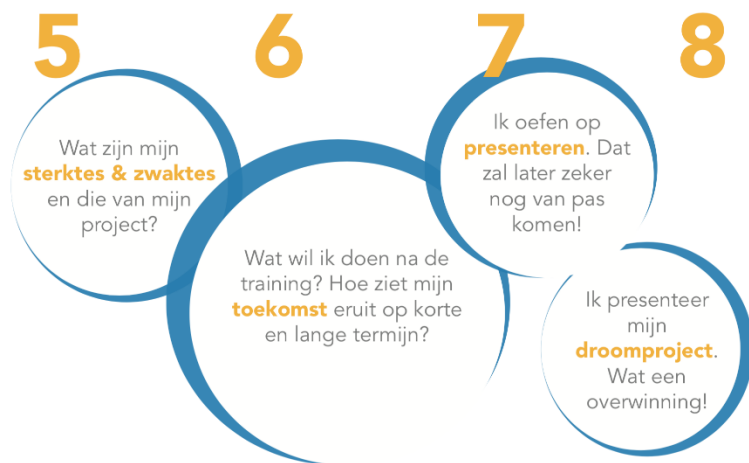 5
6
7
8
Wat zijn mijn
sterktes & zwaktes
en die van mijn
project?
Wat wil ik doen na de
training? Hoe ziet mijn
toekomst eruit op korte
en lange termijn?
Ik oefen op
presenteren. Dat
zal later zeker
nog van pas
komen!
Ik presenteer
mijn
droomproject.
Wat een
overwinning!